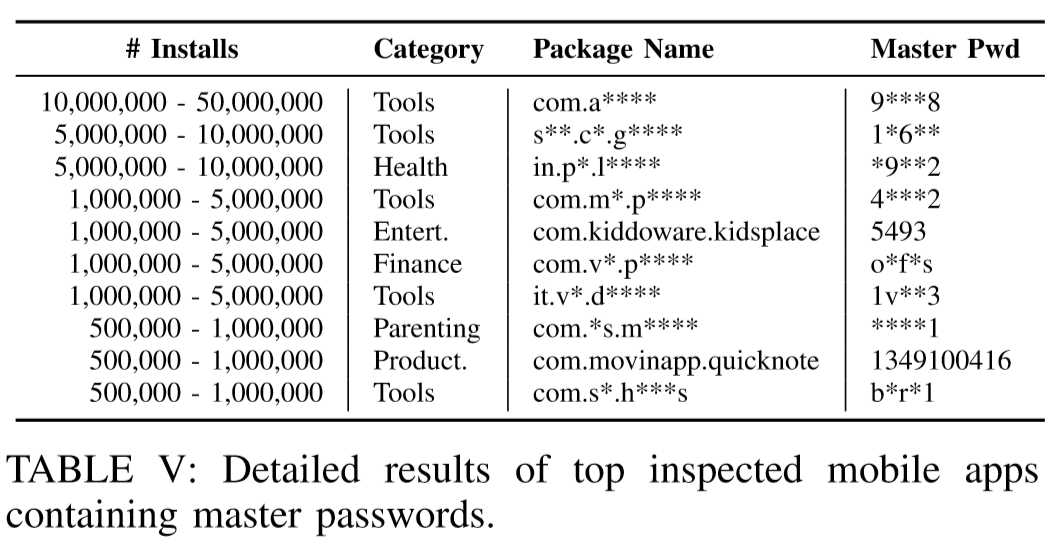 # Installs Category Package Name Master Pwd
10,000,000 - 50,000,000 Tools com.a**** 9***8
5,000,000 - 10,000,000 Tools s**.c*.g**** 1*6**
5,000,000 - 10,000,000 Health in.p*.l**** *9**2
1,000,000 - 5,000,000 Tools com.m*.p**** 4***2
1,000,000 - 5,000,000 Entert. com.kiddoware.kidsplace 5493
1,000,000 - 5,000,000 Finance com.v*.p**** o*f*s
1,000,000 - 5,000,000 Tools it.v*.d**** 1v**3
500,000 - 1,000,000 Parenting com.*s.m**** ****1
500,000 - 1,000,000 Product. com.movinapp.quicknote 1349100416
500,000 - 1,000,000 Tools com.s*.h***s b*r*1
TABLE V: Detailed results of top inspected mobile apps
containing master passwords.